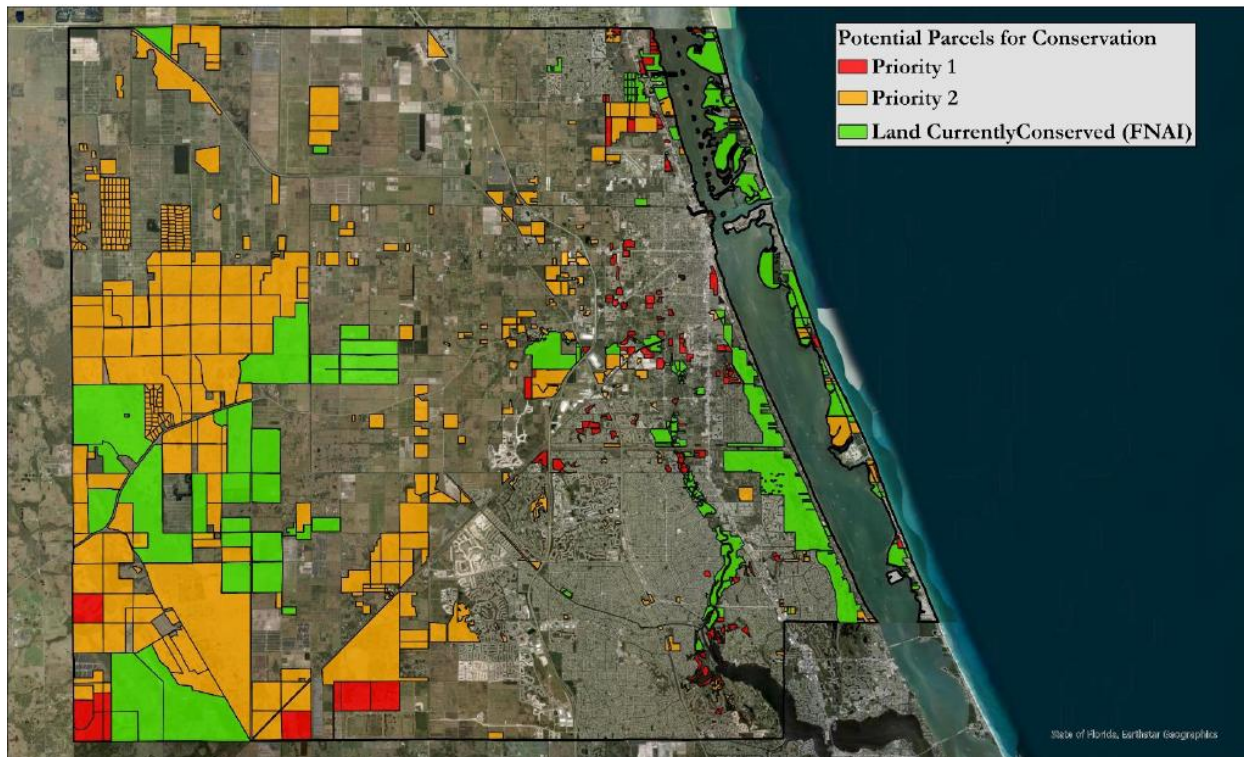 Potential Parcels for Conservation
Priority 1
Priority 2
Land CurrentlyConserved (FNAI)
State of Florida, Earthstar Geographics